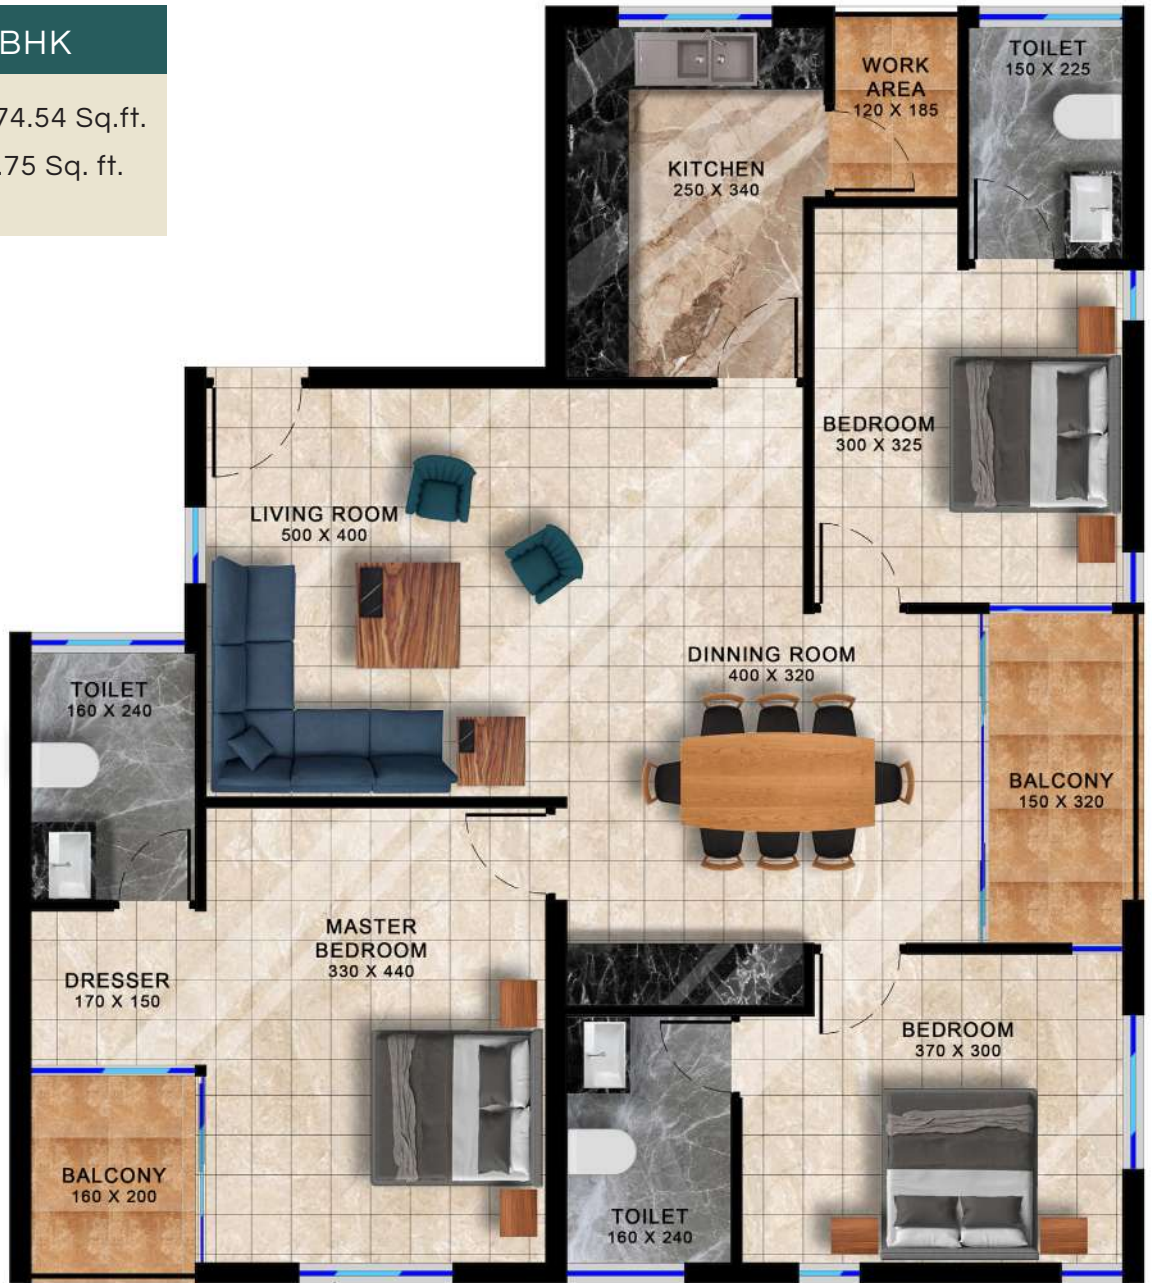 BHK
74.54 Sq.ft.
.75 Sq. ft.
TOILET
150 X 225
WORK
AREA
120 X 185
KITCHEN
250 X 340
BEDROOM
300 X 325
LIVING ROOM
500 X 400
DINNING ROOM
400 X 320
TOILET
160 X 240
BALCONY
150 X 320
MASTER
BEDROOM
330 X 440
DRESSER
170 X 150
BEDROOM
370 X 300
BALCONY
160 X 200
TOILET
160 X 240